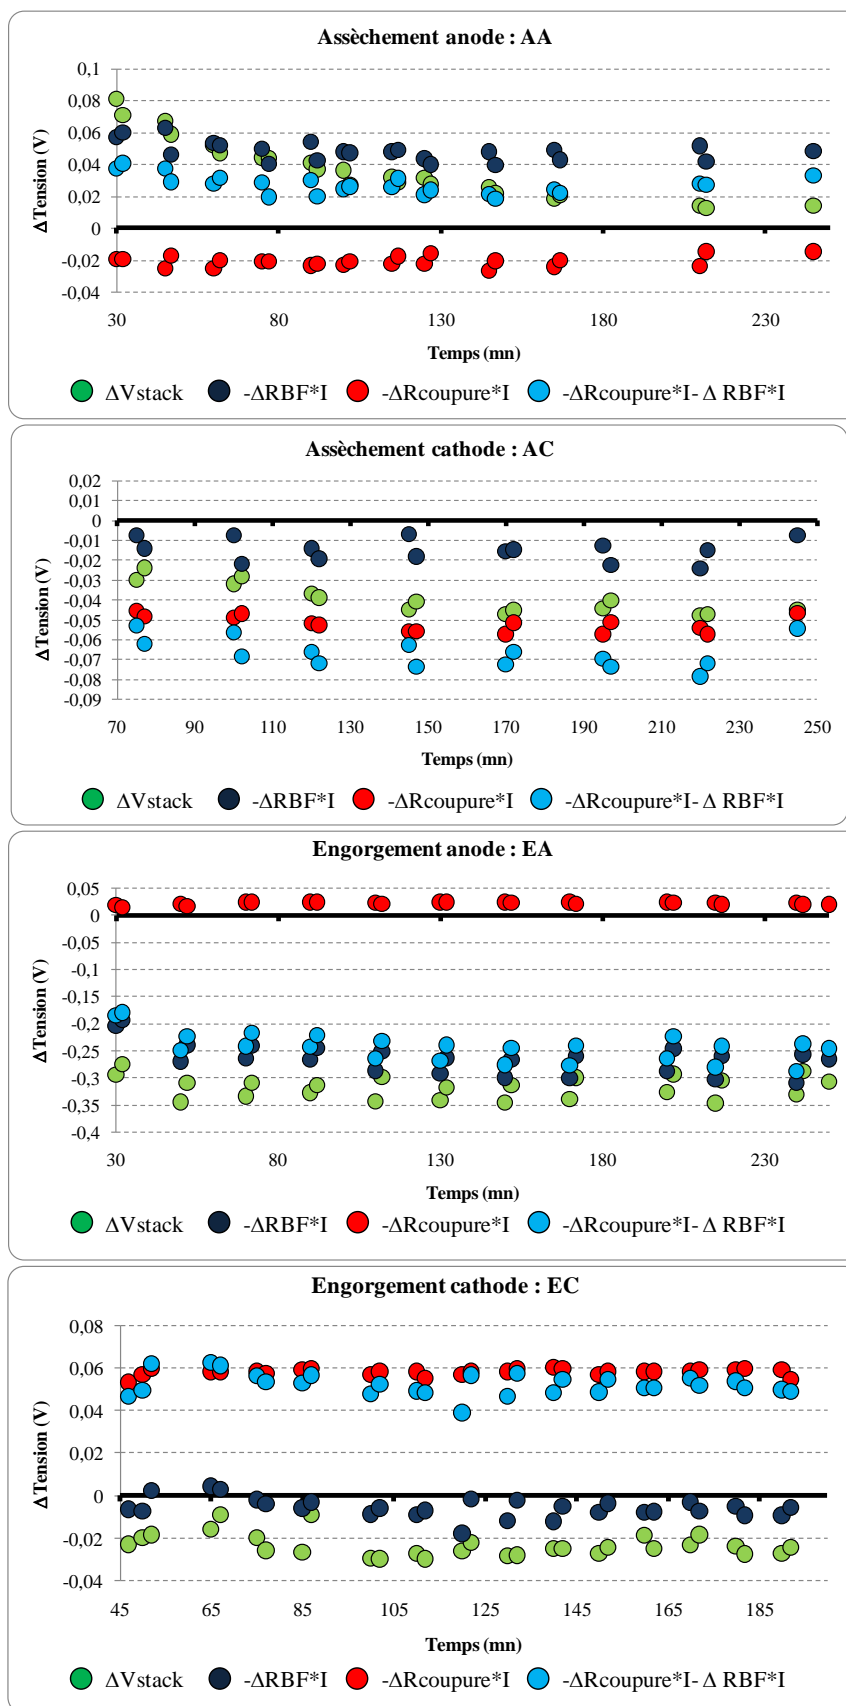 Assèchement anode : AA
0,1
0,08
0,06
0,04
0,02
0
-0,02
-0,04
ΔTension (V)
30 80 130 180 230
Temps (mn)
ΔVstack -ΔRBF*I -ΔRcoupure*I -ΔRcoupure*I- Δ RBF*I
Assèchement cathode : AC
0,02
0,01
0
-0,01
-0,02
-0,03
-0,04
-0,05
-0,06
-0,07
-0,08
-0,09
ΔTension (V)
70 90 110 130 150 170 190 210 230 250
Temps (mn)
ΔVstack -ΔRBF*I -ΔRcoupure*I -ΔRcoupure*I- Δ RBF*I
Engorgement anode : EA
0,05
0
-0,05
-0,1
-0,15
-0,2
-0,25
-0,3
-0,35
-0,4
ΔTension (V)
30 80 130 180 230
Temps (mn)
ΔVstack -ΔRBF*I -ΔRcoupure*I -ΔRcoupure*I- Δ RBF*I
Engorgement cathode : EC
0,08
0,06
0,04
0,02
0
-0,02
-0,04
ΔTension (V)
45 65 85 105 125 145 165 185
Temps (mn)
ΔVstack -ΔRBF*I -ΔRcoupure*I -ΔRcoupure*I- Δ RBF*I